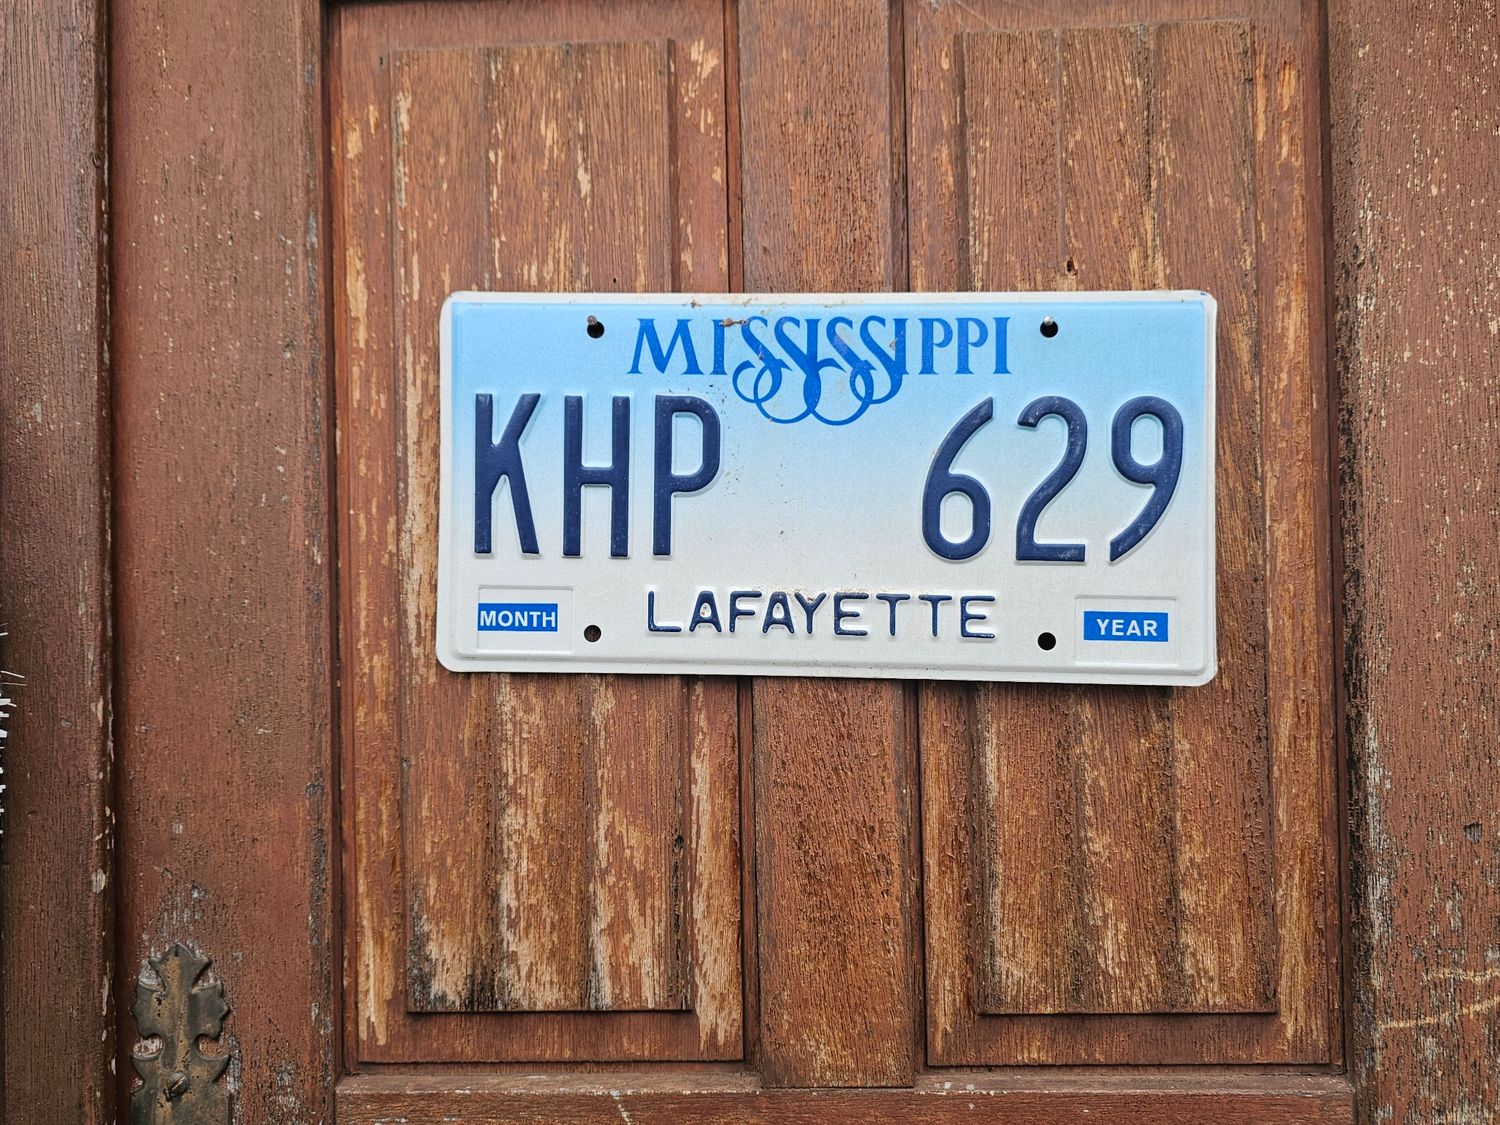 MISSISSIPPI
KHP 629
MONTH LAFAYETTE YEAR